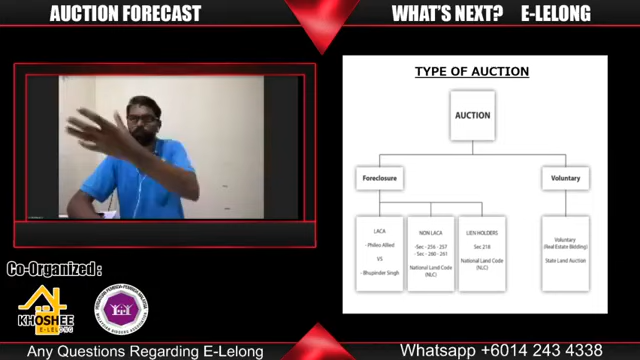 AUCTION FORECAST
WHAT'S NEXT? E-LELONG
TYPE OF AUCTION
AUCTION
Foreclosure
Voluntary
LACA
- Phileo Allied
VS
- Bhupinder Singh
NON LACA
-Sec - 256 - 257
- Sec - 260 - 261
National Land Code
(NLC)
LIEN HOLDERS
Sec 218
National Land Code
(NLC)
Voluntary
(Real Estate Bidding)
State Land Auction
Co-Organized :
KHOSHEE
E-LELONG
Any Questions Regarding E-Lelong
Whatsapp +6014 243 4338